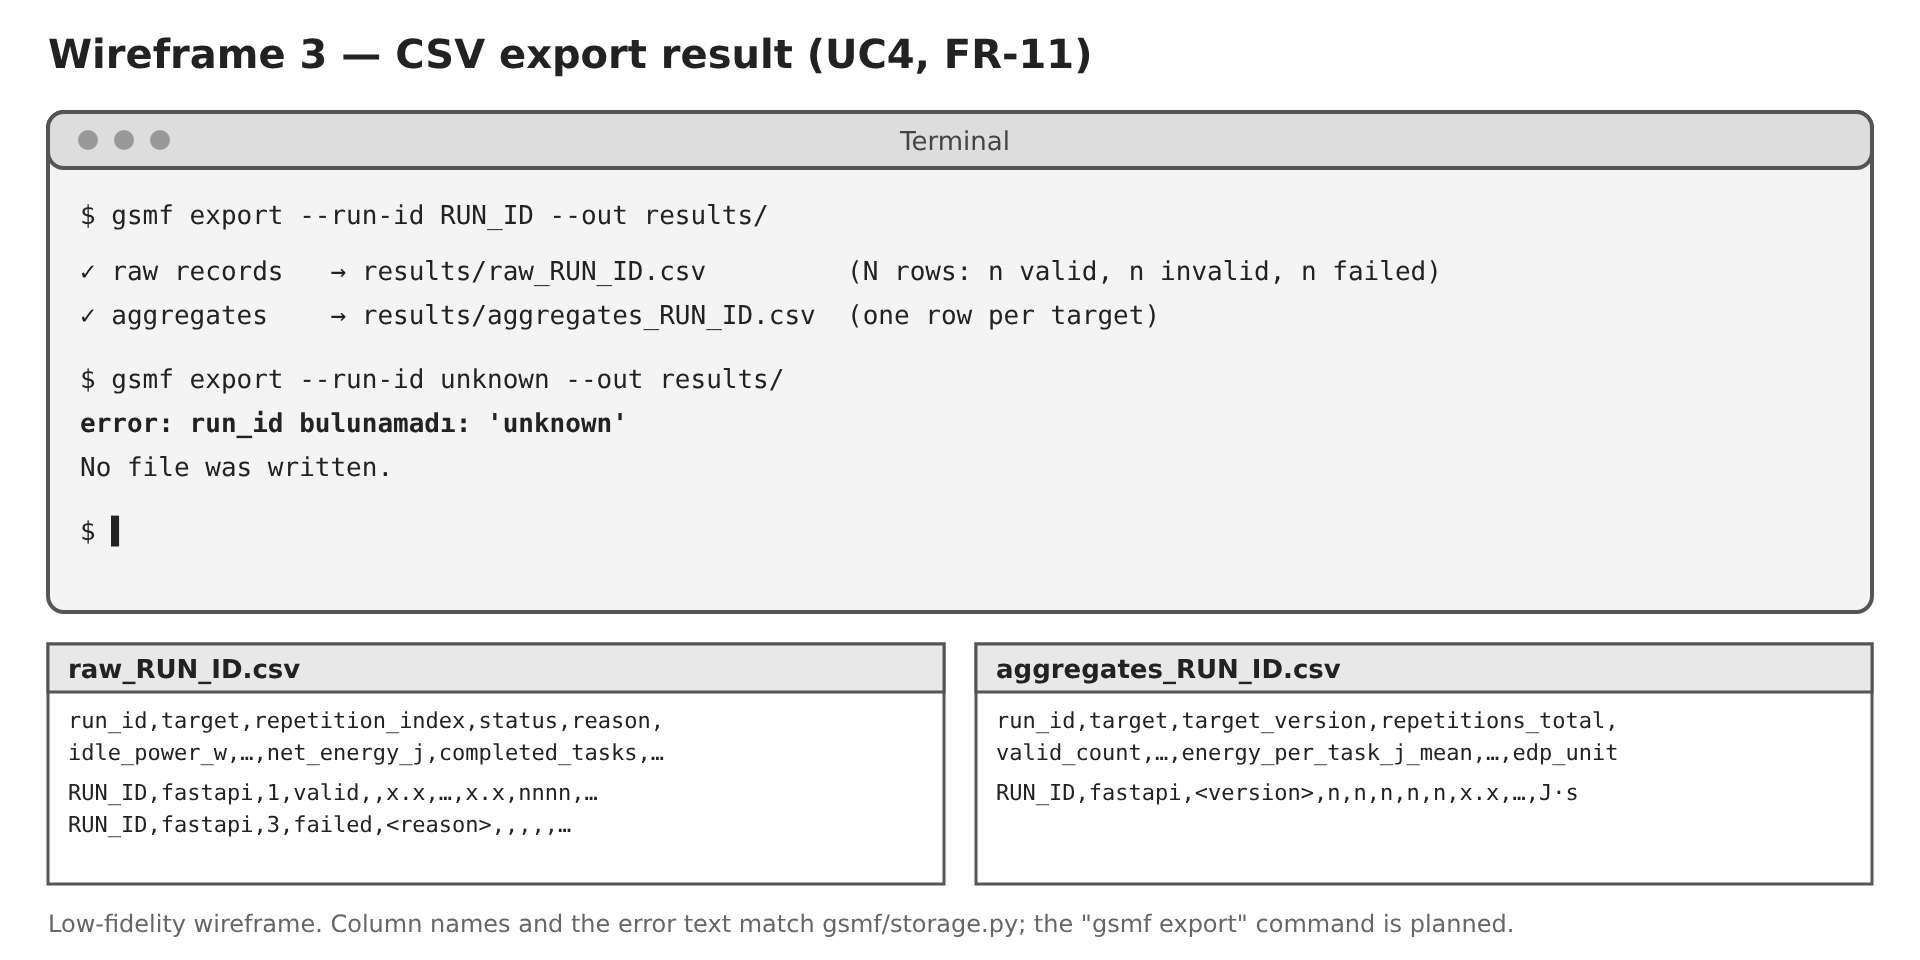 Wireframe 3 — CSV export result (UC4, FR-11)
Terminal
$ gsmf export --run-id RUN_ID --out results/
✓ raw records → results/raw_RUN_ID.csv (N rows: n valid, n invalid, n failed)
✓ aggregates → results/aggregates_RUN_ID.csv (one row per target)
$ gsmf export --run-id unknown --out results/
error: run_id bulunamadı: 'unknown'
No file was written.
$
raw_RUN_ID.csv
run_id,target,repetition_index,status,reason,
idle_power_w,…,net_energy_j,completed_tasks,…
RUN_ID,fastapi,1,valid,,x.x,…,x.x,nnnn,…
RUN_ID,fastapi,3,failed,<reason>,,,,,…
aggregates_RUN_ID.csv
run_id,target,target_version,repetitions_total,
valid_count,…,energy_per_task_j_mean,…,edp_unit
RUN_ID,fastapi,<version>,n,n,n,n,n,x.x,…,J·s
Low-fidelity wireframe. Column names and the error text match gsmf/storage.py; the "gsmf export" command is planned.